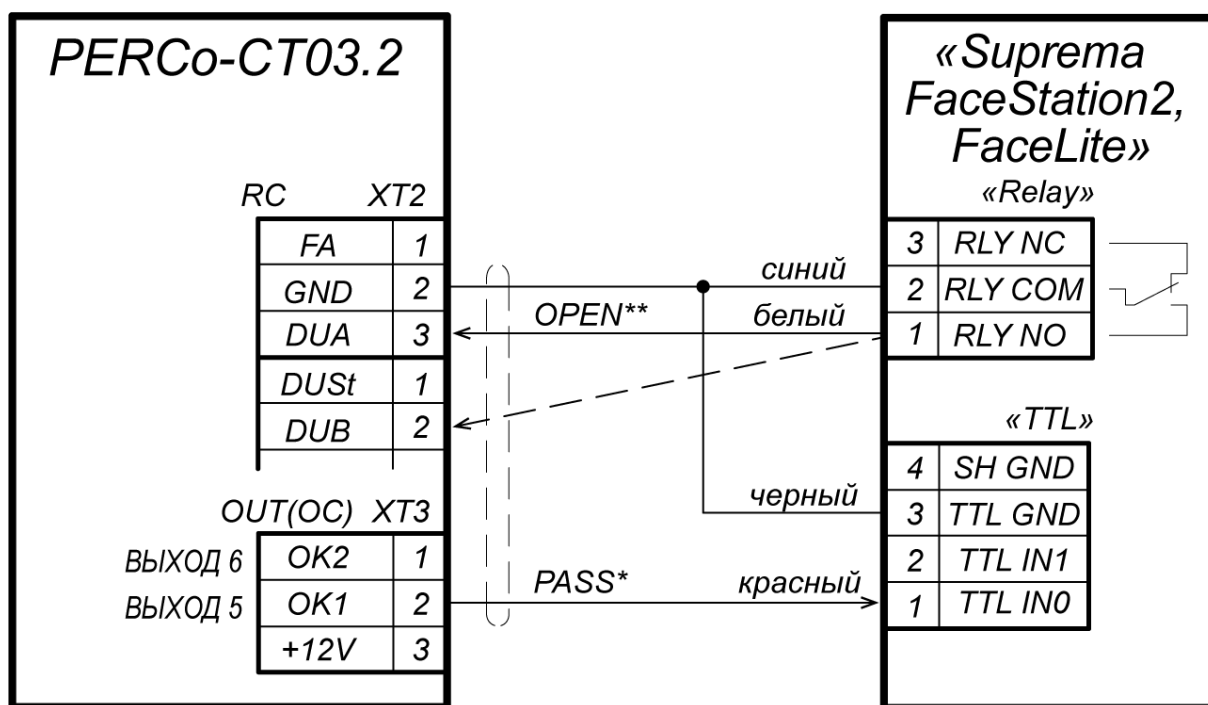 PERCo-CT03.2
RC XT2
FA 1
GND 2
DUA 3
DUSt 1
DUB 2
OUT(OC) XT3
ВЫХОД 6 OK2 1
ВЫХОД 5 OK1 2
+12V 3
синий
OPEN** белый
черный
PASS* красный
«Suprema
FaceStation2,
FaceLite»
«Relay»
3 RLY NC
2 RLY COM
1 RLY NO
«TTL»
4 SH GND
3 TTL GND
2 TTL IN1
1 TTL IN0